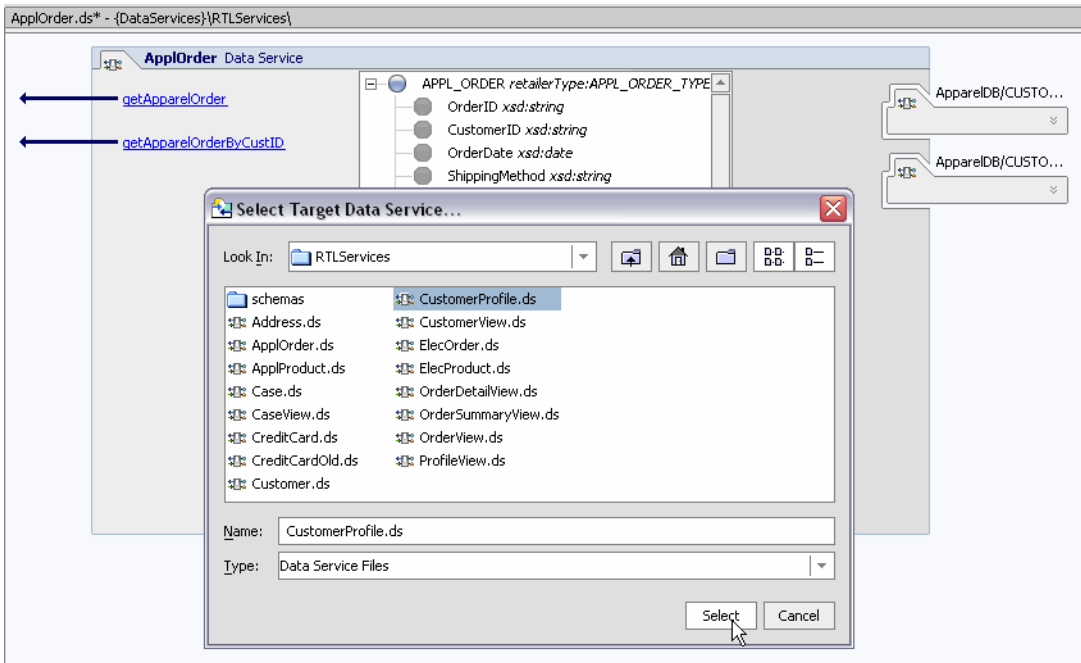 ApplOrder.ds* - {DataServices}\RTLServices\
ApplOrder Data Service
getApparelOrder
getApparelOrderByCustID
APPL_ORDER retailerType:APPL_ORDER_TYPE
OrderID xsd:string
CustomerID xsd:string
OrderDate xsd:date
ShippingMethod xsd:string
ApparelDB/CUSTO...
ApparelDB/CUSTO...
Select Target Data Service...
Look In: RTLServices
schemas
Address.ds
ApplOrder.ds
ApplProduct.ds
Case.ds
CaseView.ds
CreditCard.ds
CreditCardOld.ds
Customer.ds
CustomerProfile.ds
CustomerView.ds
ElecOrder.ds
ElecProduct.ds
OrderDetailView.ds
OrderSummaryView.ds
OrderView.ds
ProfileView.ds
Name: CustomerProfile.ds
Type: Data Service Files
Select Cancel